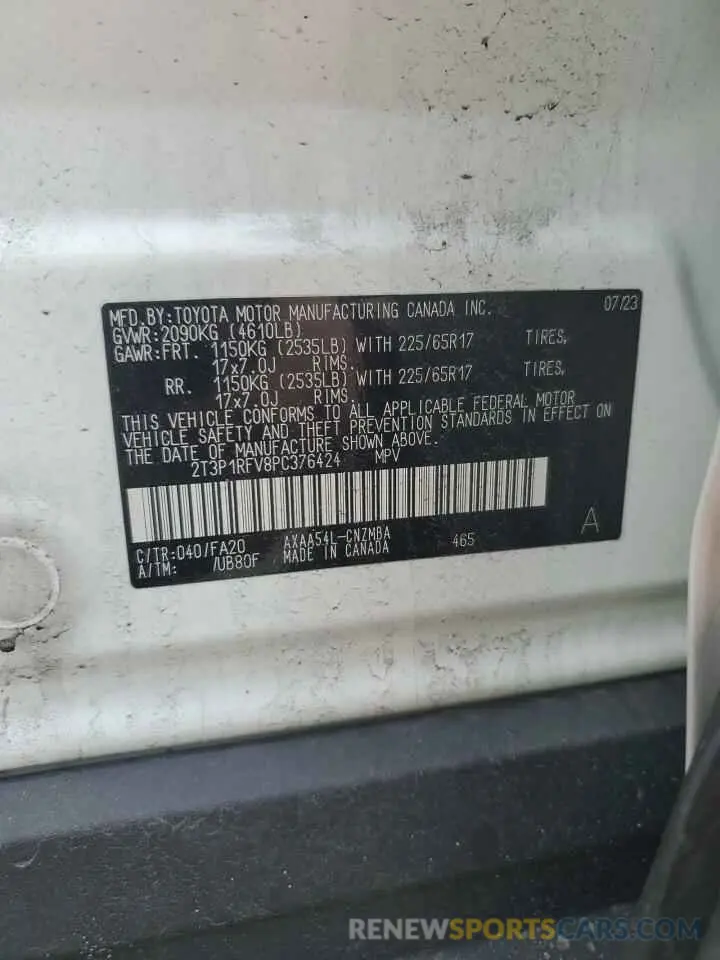 MFD.BY:TOYOTA MOTOR MANUFACTURING CANADA INC. 07/23
GVWR:2090KG (4610LB)
GAWR:FRT. 1150KG (2535LB) WITH 225/65R17 TIRES,
17x7.0J RIMS.
RR. 1150KG (2535LB) WITH 225/65R17 TIRES,
17x7.0J RIMS.
THIS VEHICLE CONFORMS TO ALL APPLICABLE FEDERAL MOTOR
VEHICLE SAFETY AND THEFT PREVENTION STANDARDS IN EFFECT ON
THE DATE OF MANUFACTURE SHOWN ABOVE.
2T3P1RFV8PC376424 MPV
C/TR:040/FA20 AXAA54L-CNZMBA 465 A
A/TM: /UB80F MADE IN CANADA
RENEWSPORTSCARS.COM